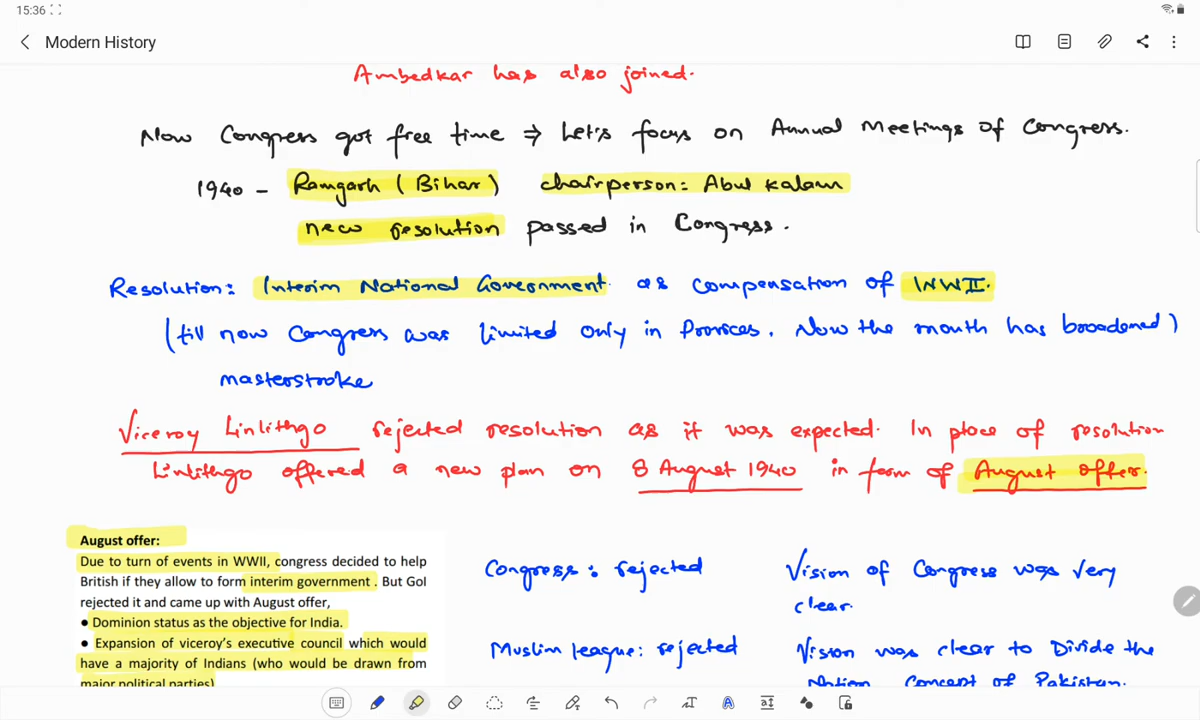 15:36
Modern History
Ambedkar has also joined.
Now Congress got free time ⇒ Let's focus on Annual Meetings of Congress.
1940 - Ramgarh (Bihar) chairperson: Abul Kalam
new resolution passed in Congress.
Resolution: Interim National Government as compensation of WWII.
(till now Congress was limited only in Provices. Now the mouth has broadened)
masterstroke
Viceroy Linlithgo rejected resolution as it was expected. In place of resolution
Linlithgo offered a new plan on 8 August 1940 in form of August offer.
August offer:
Due to turn of events in WWII, congress decided to help
British if they allow to form interim government . But GoI
rejected it and came up with August offer,
● Dominion status as the objective for India.
● Expansion of viceroy's executive council which would
have a majority of Indians (who would be drawn from
major political parties)
Congress: rejected
Vision of Congress was very
clear.
Muslim league: rejected
Vision was clear to Divide the
Nation Concept of Pakistan.